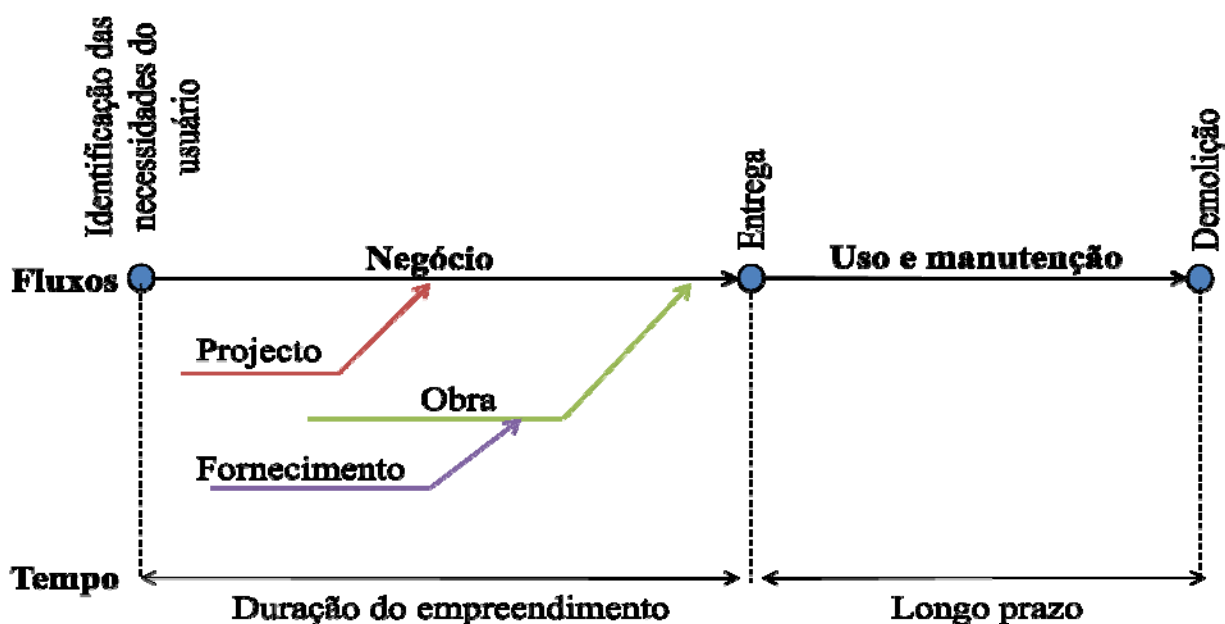 Identificação das
necessidades do
usuário
Entrega
Demolição
Fluxos
Negócio
Uso e manutenção
Projecto
Obra
Fornecimento
Tempo
Duração do empreendimento
Longo prazo